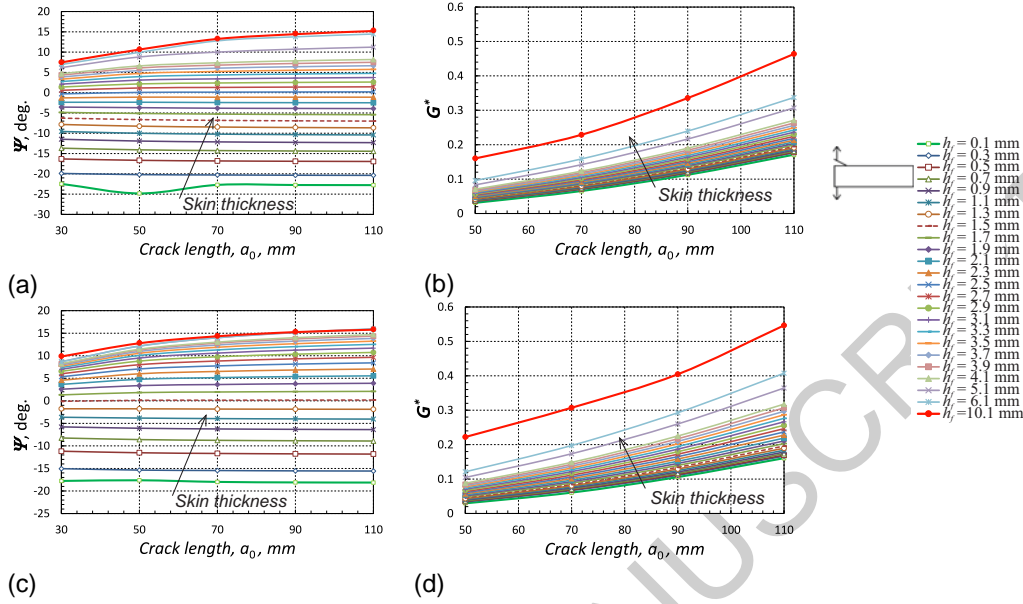 20
15
10
5
0
-5
-10
-15
-20
-25
-30
30 50 70 90 110
Ψ, deg.
Crack length, a0, mm
Skin thickness
(a)
0.6
0.5
0.4
0.3
0.2
0.1
0
50 60 70 80 90 100 110
G*
Crack length, a0, mm
Skin thickness
(b)
20
15
10
5
0
-5
-10
-15
-20
-25
30 50 70 90 110
Ψ, deg.
Crack length, a0, mm
Skin thickness
(c)
0.6
0.5
0.4
0.3
0.2
0.1
0
50 60 70 80 90 100 110
G*
Crack length, a0, mm
Skin thickness
(d)
hf = 0.1 mm
hf = 0.3 mm
hf = 0.5 mm
hf = 0.7 mm
hf = 0.9 mm
hf = 1.1 mm
hf = 1.3 mm
hf = 1.5 mm
hf = 1.7 mm
hf = 1.9 mm
hf = 2.1 mm
hf = 2.3 mm
hf = 2.5 mm
hf = 2.7 mm
hf = 2.9 mm
hf = 3.1 mm
hf = 3.3 mm
hf = 3.5 mm
hf = 3.7 mm
hf = 3.9 mm
hf = 4.1 mm
hf = 5.1 mm
hf = 6.1 mm
hf =10.1 mm